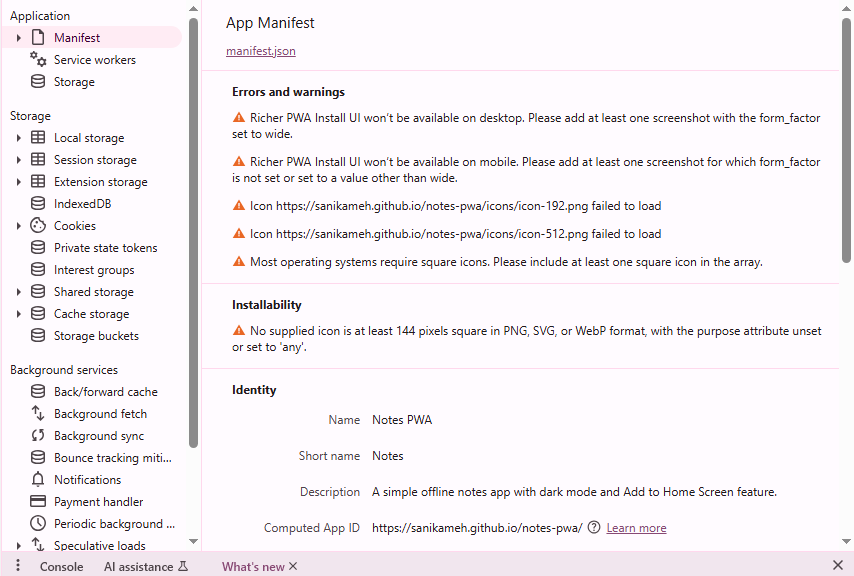 Application
Manifest
Service workers
Storage
Storage
Local storage
Session storage
Extension storage
IndexedDB
Cookies
Private state tokens
Interest groups
Shared storage
Cache storage
Storage buckets
Background services
Back/forward cache
Background fetch
Background sync
Bounce tracking miti...
Notifications
Payment handler
Periodic background ...
Speculative loads
App Manifest
manifest.json
Errors and warnings
Richer PWA Install UI won't be available on desktop. Please add at least one screenshot with the form_factor
set to wide.
Richer PWA Install UI won't be available on mobile. Please add at least one screenshot for which form_factor
is not set or set to a value other than wide.
Icon https://sanikameh.github.io/notes-pwa/icons/icon-192.png failed to load
Icon https://sanikameh.github.io/notes-pwa/icons/icon-512.png failed to load
Most operating systems require square icons. Please include at least one square icon in the array.
Installability
No supplied icon is at least 144 pixels square in PNG, SVG, or WebP format, with the purpose attribute unset
or set to 'any'.
Identity
Name Notes PWA
Short name Notes
Description A simple offline notes app with dark mode and Add to Home Screen feature.
Computed App ID https://sanikameh.github.io/notes-pwa/ Learn more
Console AI assistance What's new